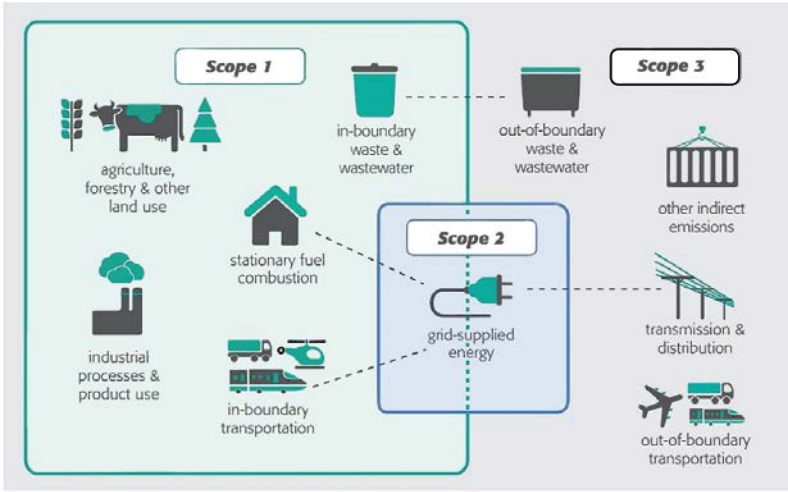 Scope 1
Scope 3
in-boundary
waste &
wastewater
out-of-boundary
waste &
wastewater
agriculture,
forestry & other
land use
other indirect
emissions
Scope 2
stationary fuel
combustion
grid-supplied
energy
transmission &
distribution
industrial
processes &
product use
in-boundary
transportation
out-of-boundary
transportation